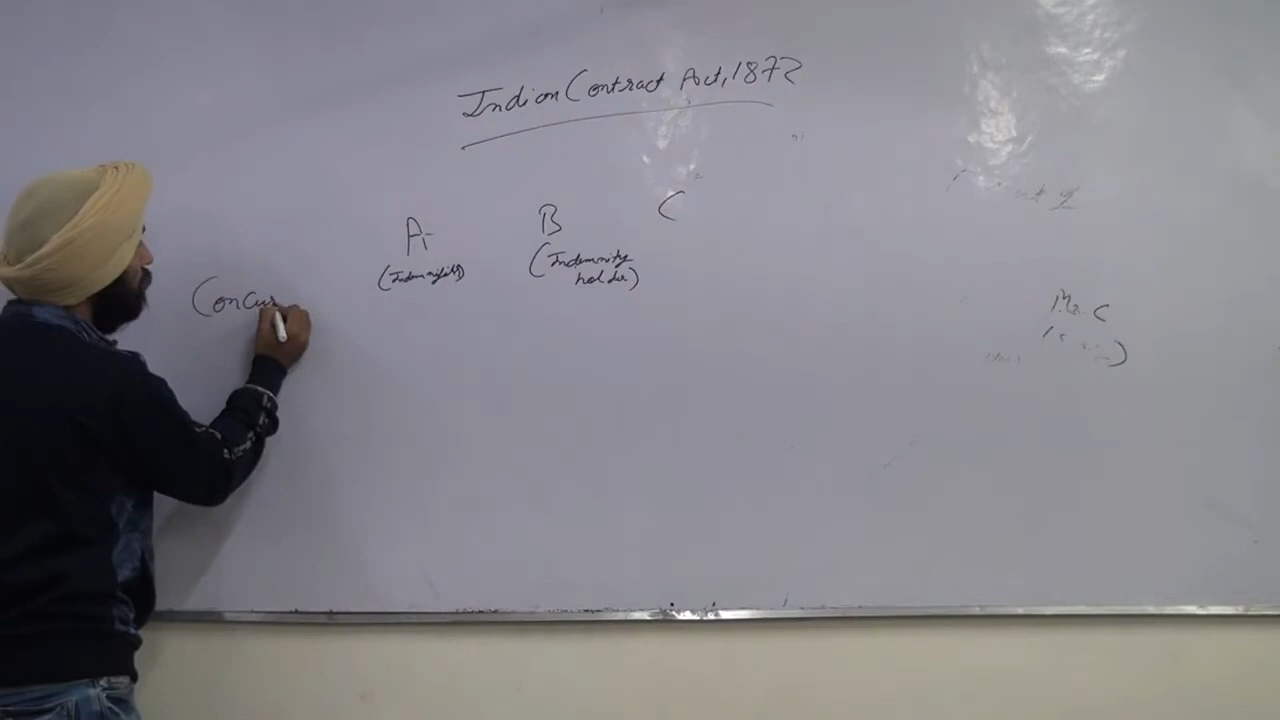 Indian Contract Act, 1872
A B C
(Indemnifier) (Indemnity
holder)
Concur
Mr. C